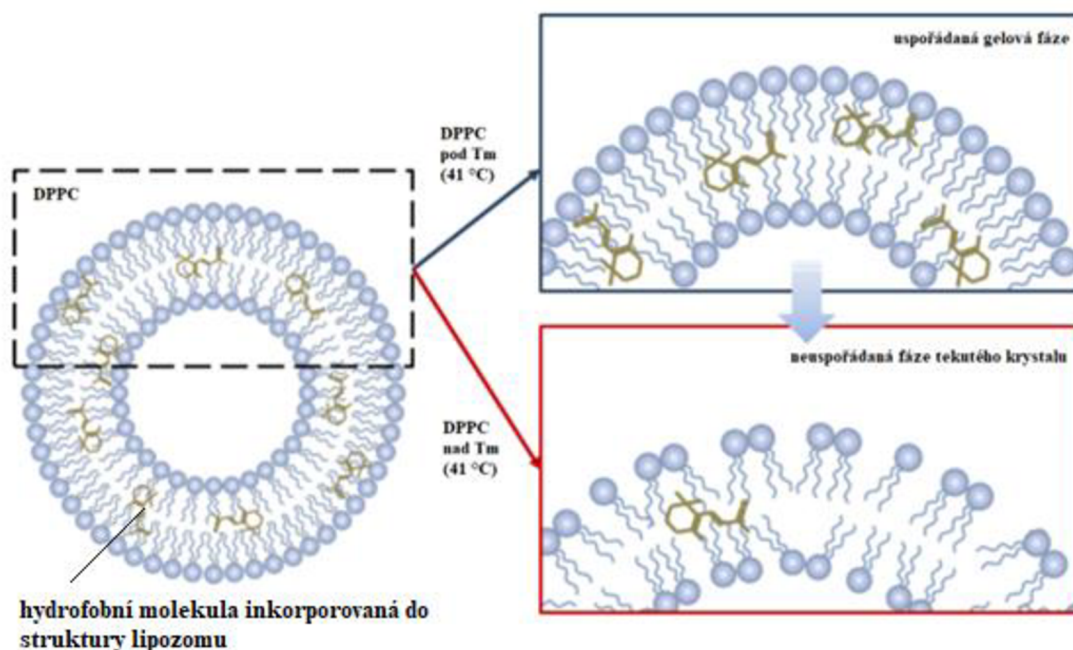 uspořádaná gelová fáze
DPPC
pod Tm
(41 °C)
DPPC
neuspořádaná fáze tekutého krystalu
DPPC
nad Tm
(41 °C)
hydrofobní molekula inkorporovaná do
struktury lipozomu